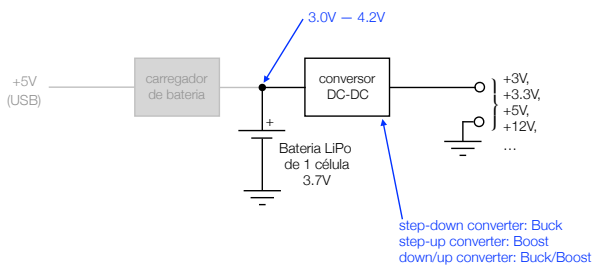 3.0V — 4.2V
+5V
(USB)
carregador
de bateria
conversor
DC-DC
+3V,
+3.3V,
+5V,
+12V,
...
+
Bateria LiPo
de 1 célula
3.7V
step-down converter: Buck
step-up converter: Boost
down/up converter: Buck/Boost